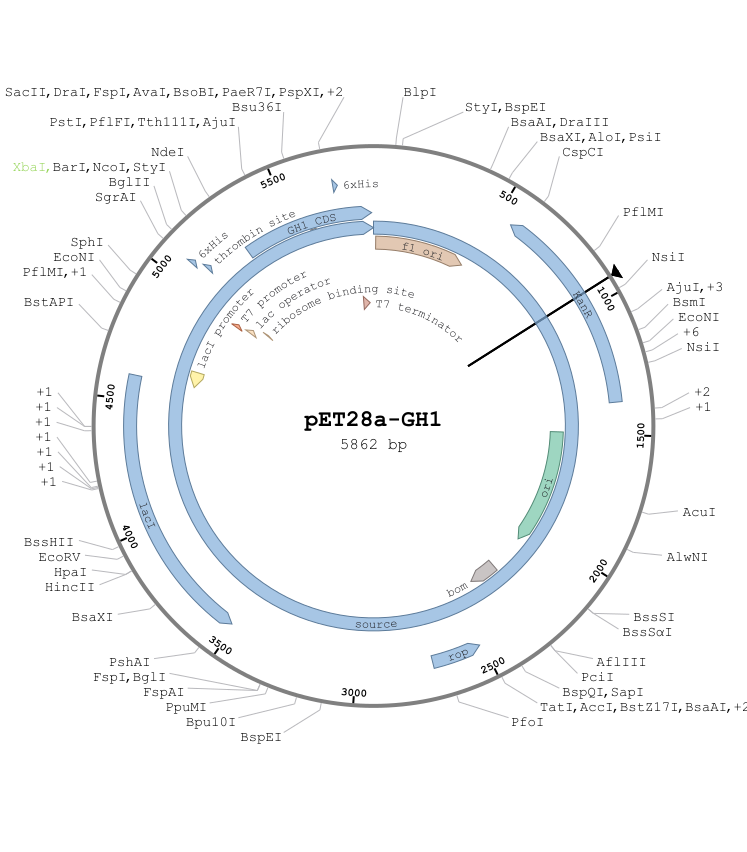 SacII,DraI,FspI,AvaI,BsoBI,PaeR7I,PspXI,+2
BlpI
Bsu36I
StyI,BspEI
PstI,PflFI,Tth111I,AjuI
BsaAI,DraIII
BsaXI,AloI,PsiI
NdeI
CspCI
XbaI,BarI,NcoI,StyI
BglII
SgrAI
5500
6xHis
500
PflMI
GH1_CDS
6xHis
thrombin site
f1 ori
SphI
EcoNI
PflMI,+1
BstAPI
5000
NsiI
AjuI,+3
BsmI
EcoNI
+6
NsiI
1000
KanR
lacI promoter
T7 promoter
lac operator
ribosome binding site
T7 terminator
4500
+1
+1
+1
+1
+1
+1
+2
+1
1500
pET28a-GH1
5862 bp
ori
lacI
AcuI
4000
BssHII
EcoRV
HpaI
HincII
AlwNI
2000
bom
BsaXI
BssSI
BssSαI
source
3500
rop
PshAI
FspI,BglI
FspAI
PpuMI
Bpu10I
BspEI
3000
2500
AflIII
PciI
BspQI,SapI
TatI,AccI,BstZ17I,BsaAI,+2
PfoI